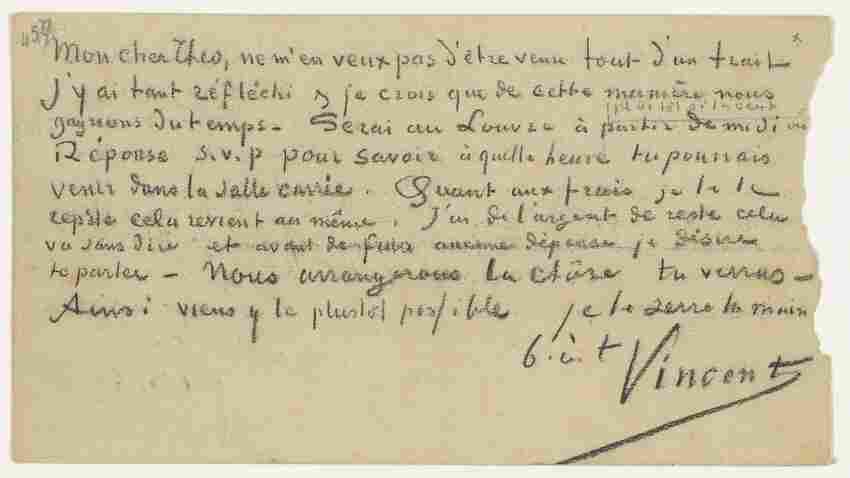 Mon cher Theo, ne m'en veux pas d'être venu tout d'un trait
J'y ai tant réfléchi & je crois que de cette manière nous
gagnons du temps – Serai au Louvre à partir de midi
ou plus tôt si tu veux
Réponse s.v.p pour savoir à quelle heure tu pourrais
venir dans la salle carrée. Quant aux frais je te le
répète cela revient au même. J'ai de l'argent de reste cela
va sans dire et avant de faire aucune dépense je désire
te parler – Nous arrangerons la chôse tu verras –
Ainsi viens y le plustôt possible je te serre la main
b. à. t Vincent